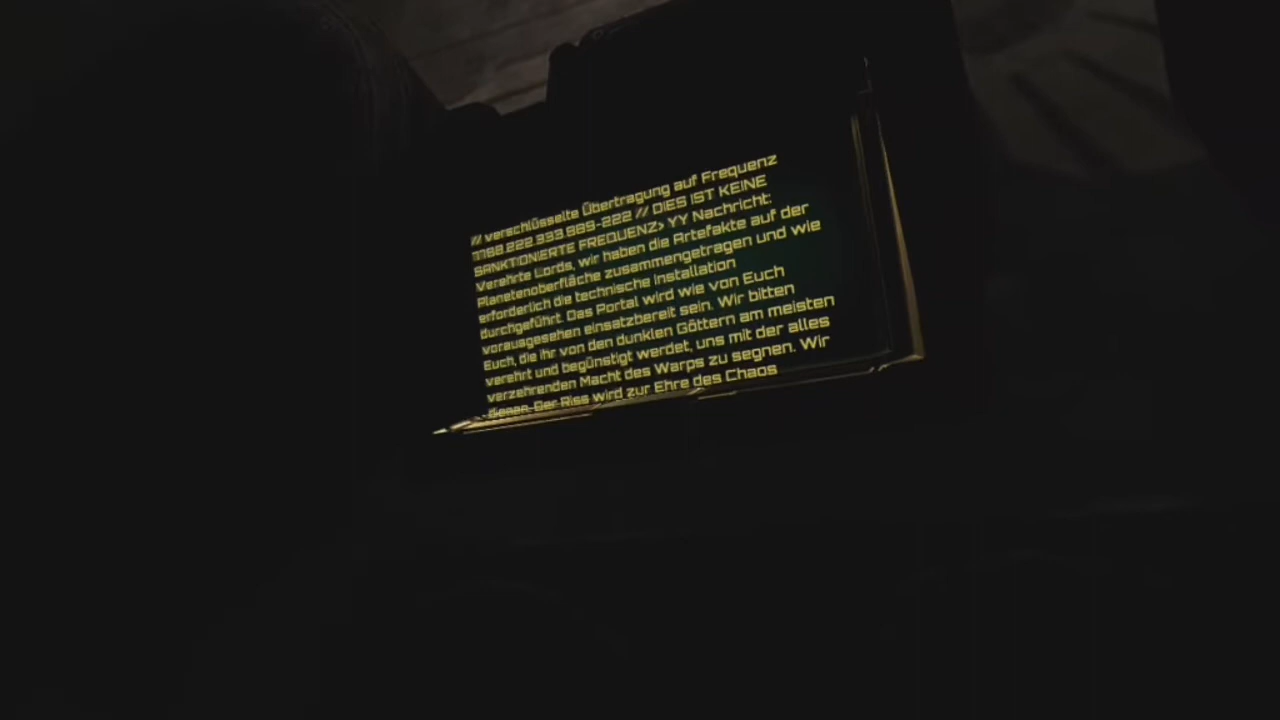 // verschlüsselte Übertragung auf Frequenz
7768.222.333.989-222 // DIES IST KEINE
SANKTIONIERTE FREQUENZ> YY Nachricht:
Verehrte Lords, wir haben die Artefakte auf der
Planetenoberfläche zusammengetragen und wie
erforderlich die technische Installation
durchgeführt. Das Portal wird wie von Euch
vorausgesehen einsatzbereit sein. Wir bitten
Euch, die ihr von den dunklen Göttern am meisten
verehrt und begünstigt werdet, uns mit der alles
verzehrenden Macht des Warps zu segnen. Wir
dienen. Der Riss wird zur Ehre des Chaos